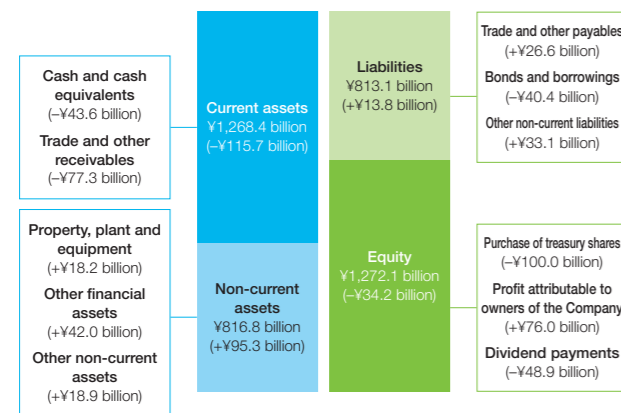 Cash and cash
equivalents
(–¥43.6 billion)
Trade and other
receivables
(–¥77.3 billion)
Property, plant and
equipment
(+¥18.2 billion)
Other financial
assets
(+¥42.0 billion)
Other non-current
assets
(+¥18.9 billion)
Current assets
¥1,268.4 billion
(–¥115.7 billion)
Non-current
assets
¥816.8 billion
(+¥95.3 billion)
Liabilities
¥813.1 billion
(+¥13.8 billion)
Equity
¥1,272.1 billion
(–¥34.2 billion)
Trade and other payables
(+¥26.6 billion)
Bonds and borrowings
(–¥40.4 billion)
Other non-current liabilities
(+¥33.1 billion)
Purchase of treasury shares
(–¥100.0 billion)
Profit attributable to
owners of the Company
(+¥76.0 billion)
Dividend payments
(–¥48.9 billion)